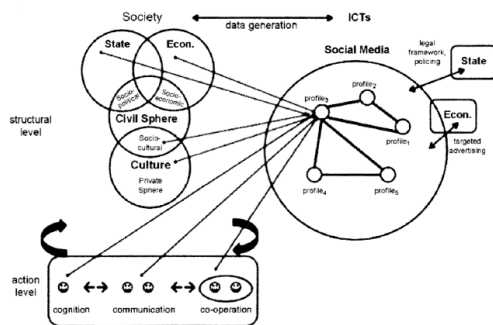 Society
data generation
ICTs
State
Econ.
Social Media
legal
framework,
policing
State
Socio-
political
Socio-
economic
profile2
profile3
Econ.
structural
level
Civil Sphere
profile1
Socio-
cultural
targeted
advertising
Culture
Private
Sphere
profile4
profile5
action
level
cognition
communication
co-operation